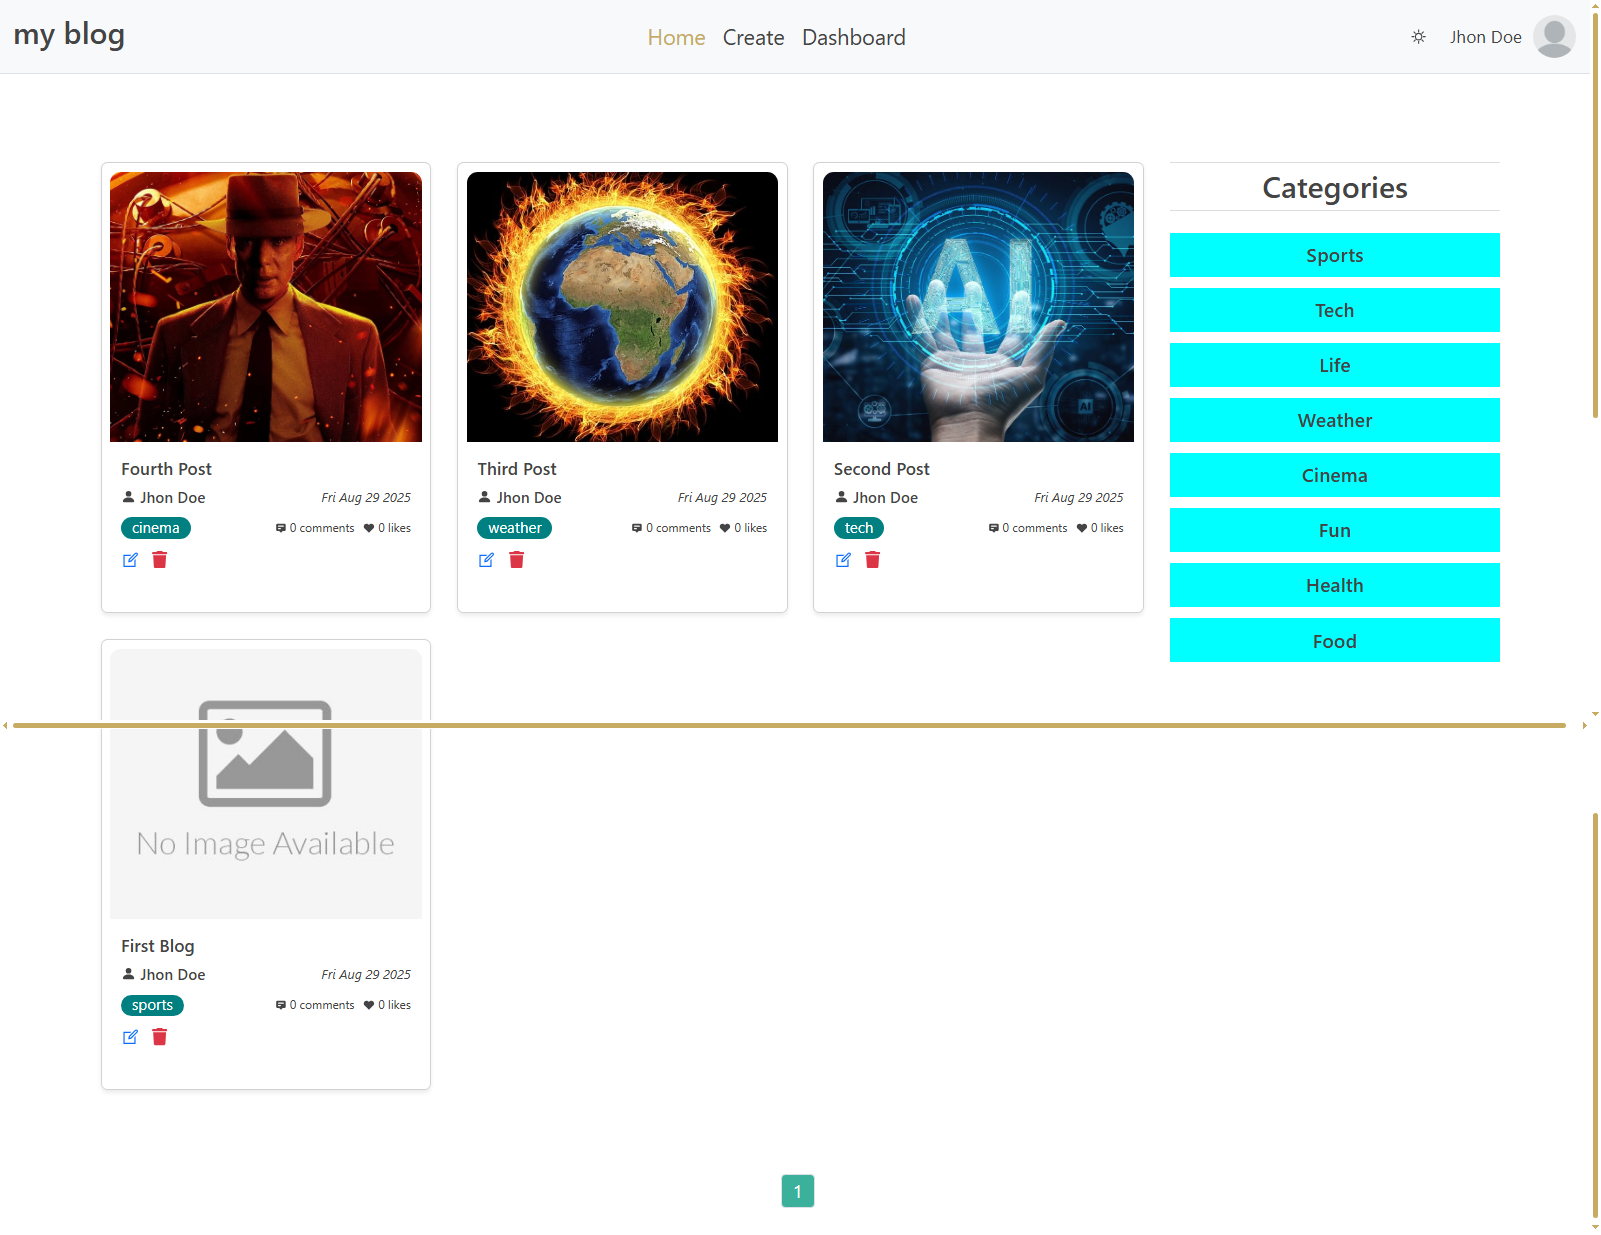 my blog
Home Create Dashboard
Jhon Doe
AI
AI
Fourth Post
Jhon Doe Fri Aug 29 2025
cinema 0 comments 0 likes
Third Post
Jhon Doe Fri Aug 29 2025
weather 0 comments 0 likes
Second Post
Jhon Doe Fri Aug 29 2025
tech 0 comments 0 likes
No Image Available
First Blog
Jhon Doe Fri Aug 29 2025
sports 0 comments 0 likes
Categories
Sports
Tech
Life
Weather
Cinema
Fun
Health
Food
1